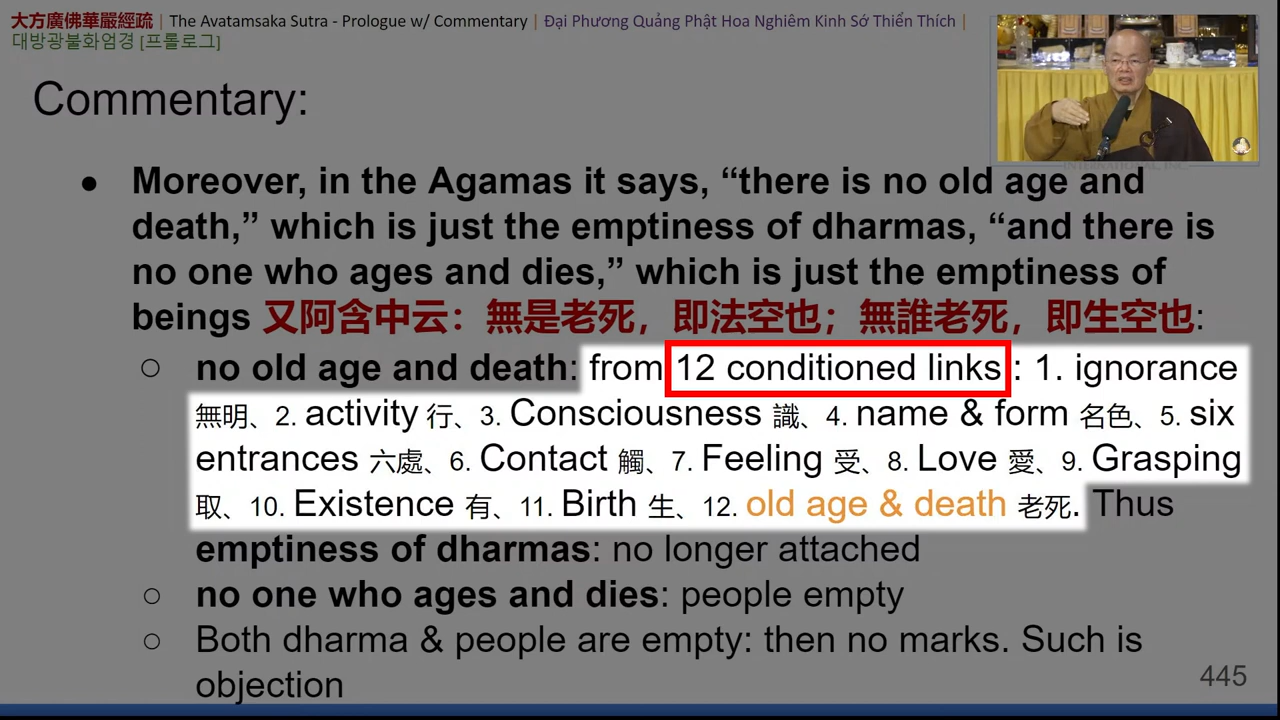 大方廣佛華嚴經疏 | The Avatamsaka Sutra - Prologue w/ Commentary | Đại Phương Quảng Phật Hoa Nghiêm Kinh Sớ Thiển Thích |
대방광불화엄경 [프롤로그]
Commentary:
● Moreover, in the Agamas it says, “there is no old age and
death,” which is just the emptiness of dharmas, “and there is
no one who ages and dies,” which is just the emptiness of
beings 又阿含中云：無是老死，即法空也；無誰老死，即生空也:
○ no old age and death: from 12 conditioned links : 1. ignorance
無明、2. activity 行、3. Consciousness 識、4. name & form 名色、5. six
entrances 六處、6. Contact 觸、7. Feeling 受、8. Love 愛、9. Grasping
取、10. Existence 有、11. Birth 生、12. old age & death 老死. Thus
emptiness of dharmas: no longer attached
○ no one who ages and dies: people empty
○ Both dharma & people are empty: then no marks. Such is
objection
INTERNATIONAL INC.
445